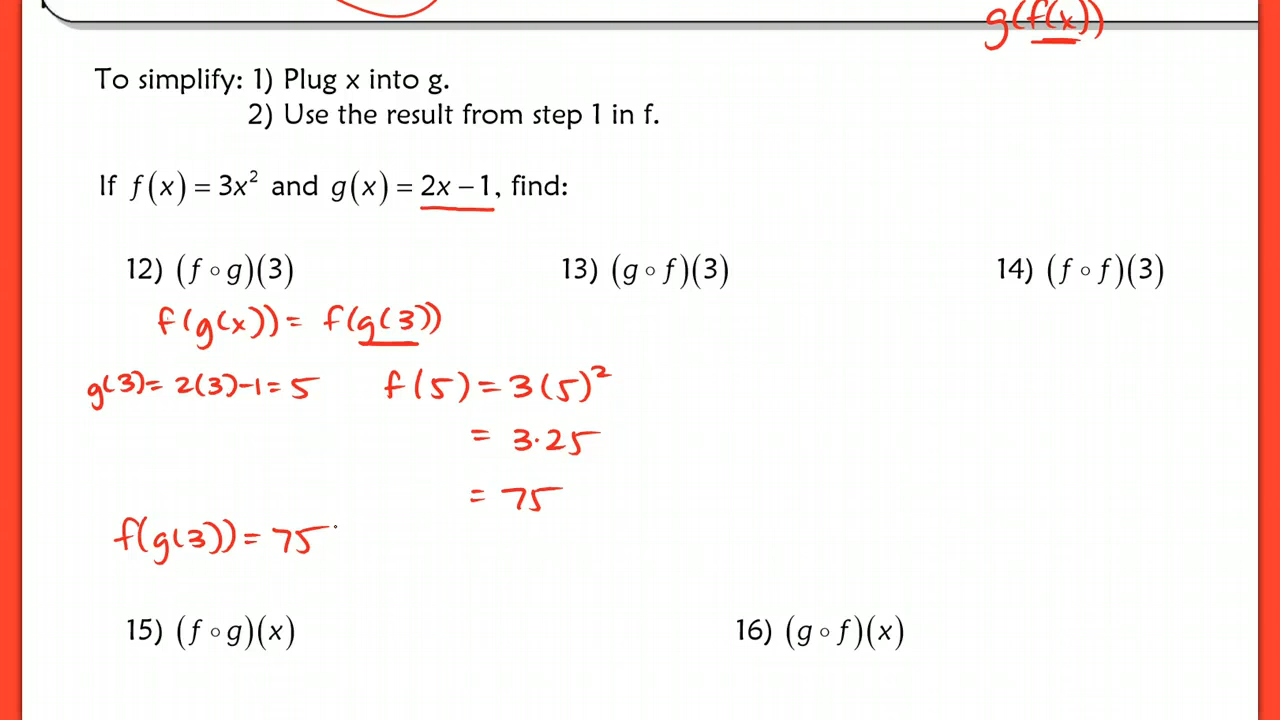 g(f(x))
To simplify: 1) Plug x into g.
2) Use the result from step 1 in f.
If f(x) = 3x² and g(x) = 2x – 1, find:
12) (f ∘ g)(3)
13) (g ∘ f)(3)
14) (f ∘ f)(3)
f(g(x)) = f(g(3))
g(3) = 2(3)-1 = 5
f(5) = 3(5)²
= 3·25
= 75
f(g(3)) = 75
15) (f ∘ g)(x)
16) (g ∘ f)(x)